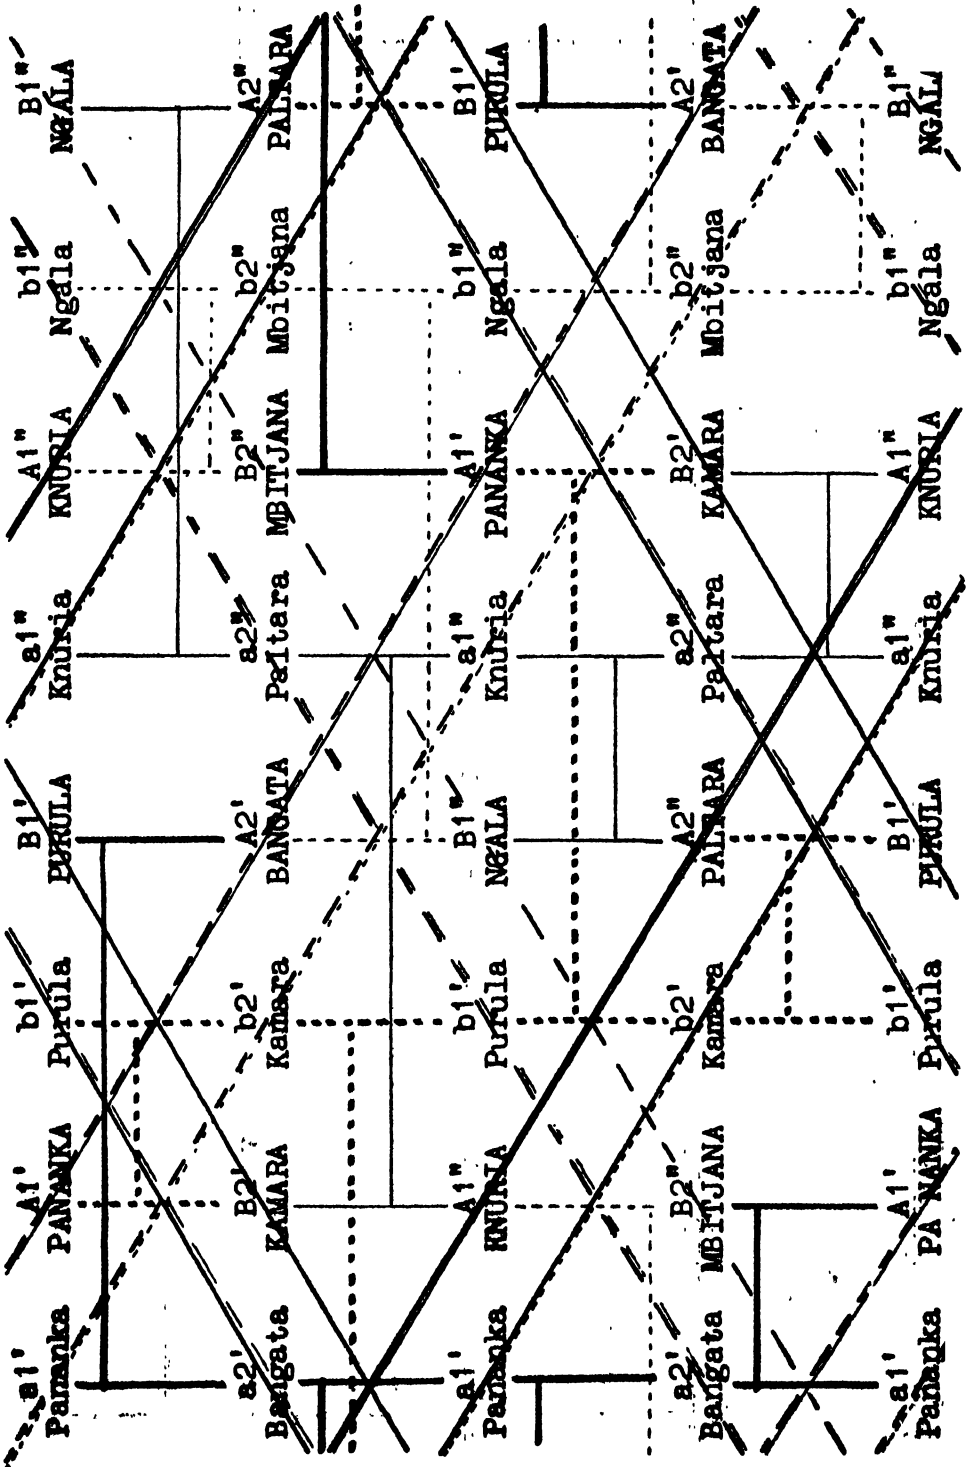 a1' A1' b1' B1' a1" A1" b1" B1"
Pananka PANANKA Purula PURULA Knuria KNURIA Ngala NGALA
a2' B2' b2' A2' a2" B2" b2" A2"
Bangata KAMARA Kamara BANGATA Paltara MBITJANA Mbitjana PALTARA
a1' A1" b1' B1" a1" A1' b1" B1'
Pananka KNURIA Purula NGALA Knuria PANANKA Ngala PURULA
a2' B2" b2' A2" a2" B2' b2" A2'
Bangata MBITJANA Kamara PALTARA Paltara KAMARA Mbitjana BANGATA
a1' A1' b1' B1' a1" A1" b1" B1"
Pananka PA NANKA Purula PURULA Knuria KNURIA Ngala NGALA